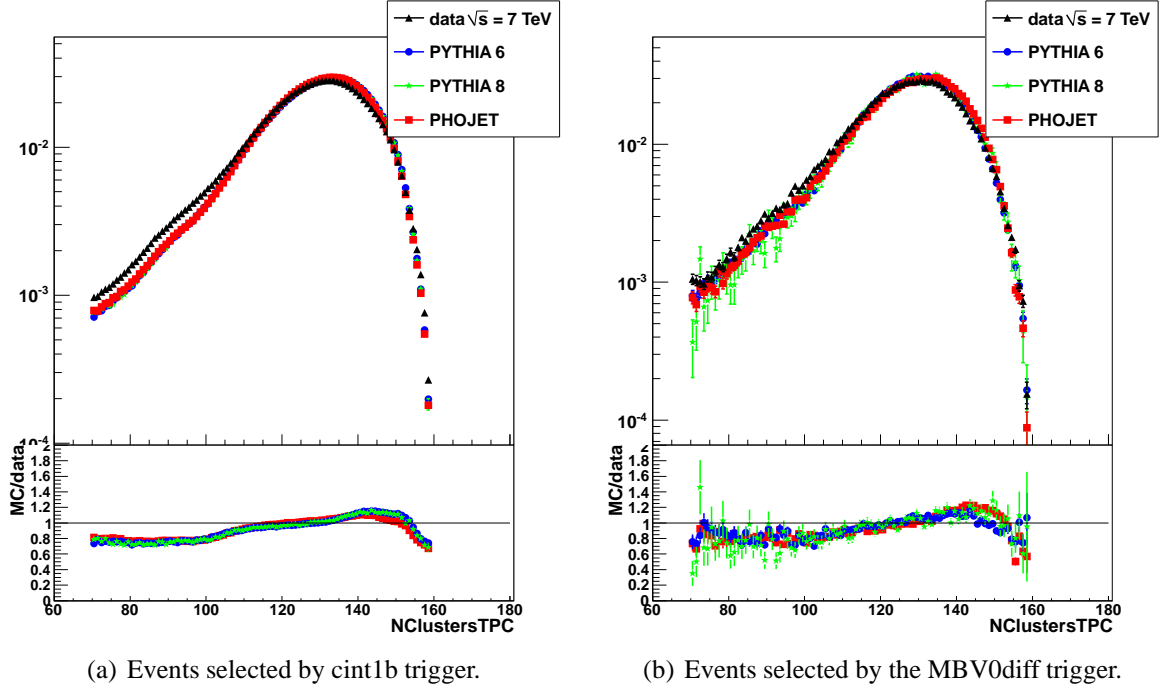 data √s = 7 TeV
PYTHIA 6
PYTHIA 8
PHOJET
10⁻²
10⁻³
10⁻⁴
MC/data
2
1.8
1.6
1.4
1.2
1
0.8
0.6
0.4
0.2
0
60 80 100 120 140 160 180
NClustersTPC
(a) Events selected by cint1b trigger.
data √s = 7 TeV
PYTHIA 6
PYTHIA 8
PHOJET
10⁻²
10⁻³
10⁻⁴
MC/data
2
1.8
1.6
1.4
1.2
1
0.8
0.6
0.4
0.2
0
60 80 100 120 140 160 180
NClustersTPC
(b) Events selected by the MBV0diff trigger.